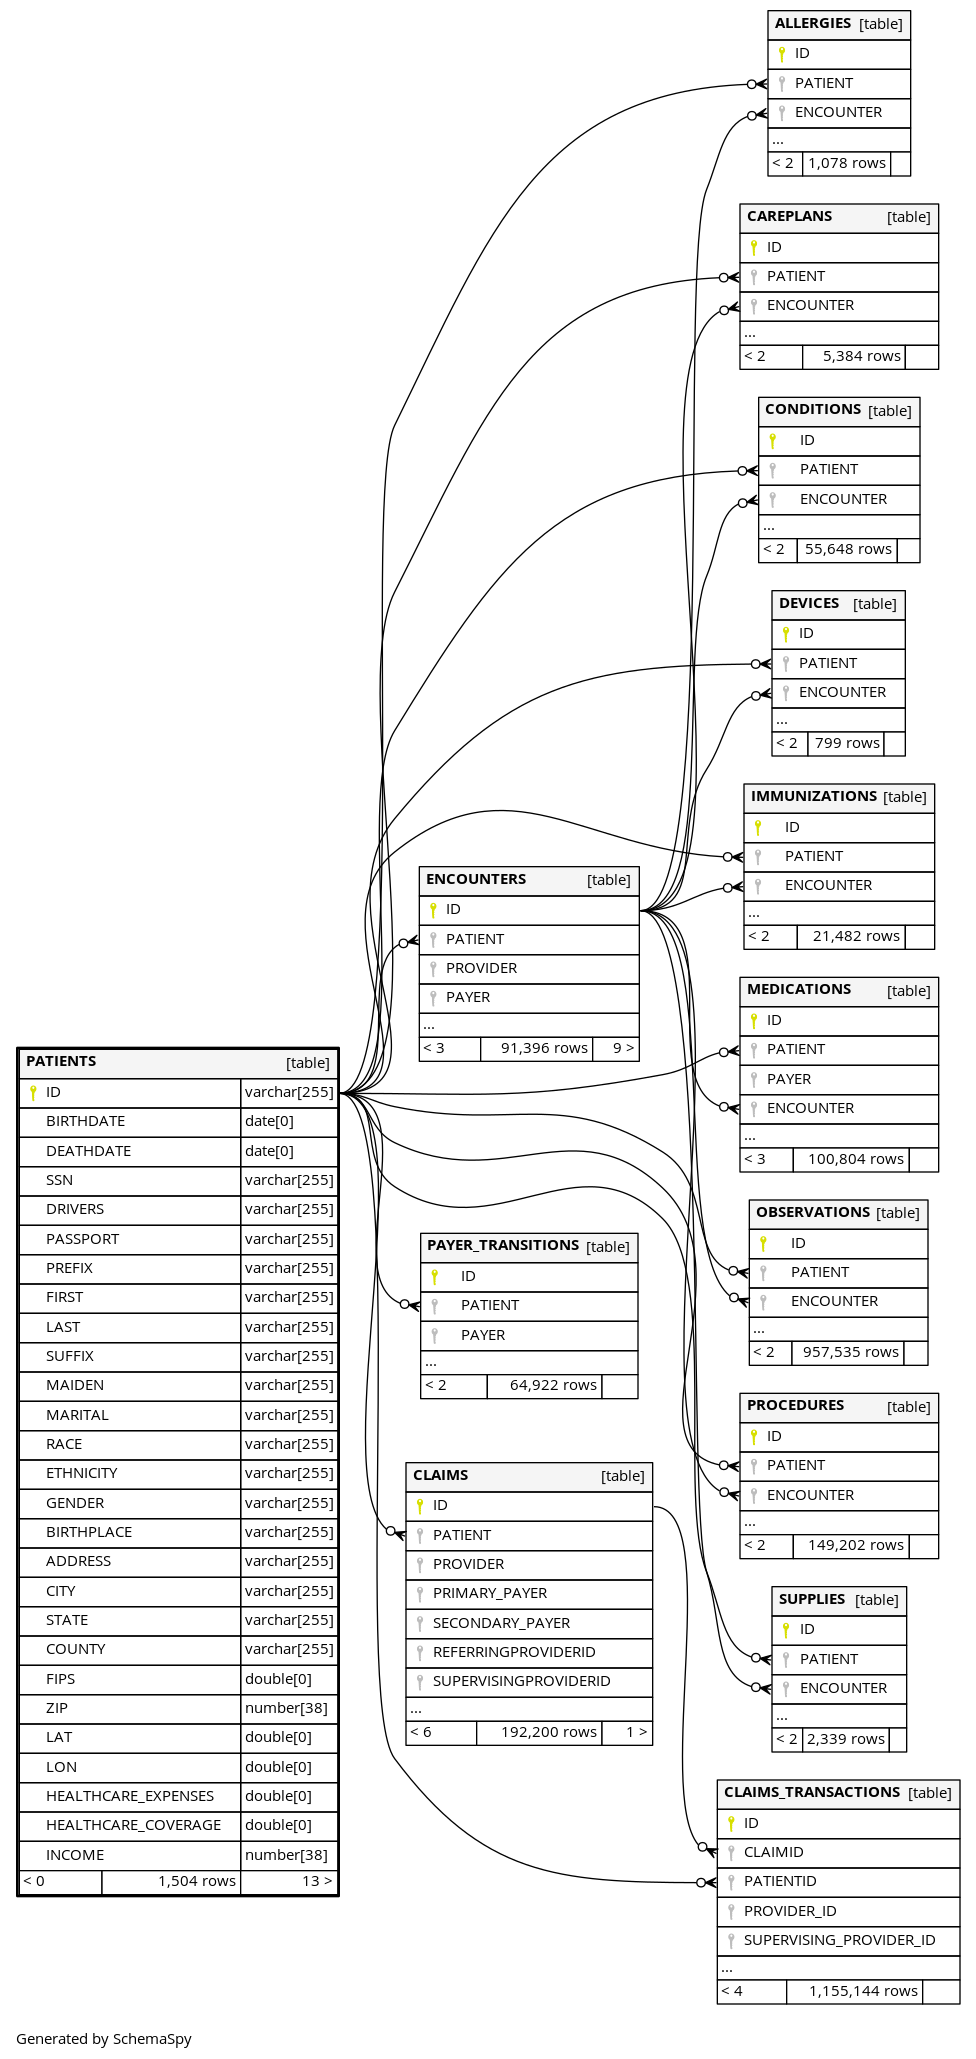 ALLERGIES [table]
ID
PATIENT
ENCOUNTER
...
< 2 1,078 rows
CAREPLANS [table]
ID
PATIENT
ENCOUNTER
...
< 2 5,384 rows
CONDITIONS [table]
ID
PATIENT
ENCOUNTER
...
< 2 55,648 rows
DEVICES [table]
ID
PATIENT
ENCOUNTER
...
< 2 799 rows
IMMUNIZATIONS [table]
ID
PATIENT
ENCOUNTER
...
< 2 21,482 rows
ENCOUNTERS [table]
ID
PATIENT
PROVIDER
PAYER
...
< 3 91,396 rows 9 >
MEDICATIONS [table]
ID
PATIENT
PAYER
ENCOUNTER
...
< 3 100,804 rows
PATIENTS [table]
ID varchar[255]
BIRTHDATE date[0]
DEATHDATE date[0]
SSN varchar[255]
DRIVERS varchar[255]
PASSPORT varchar[255]
PREFIX varchar[255]
FIRST varchar[255]
LAST varchar[255]
SUFFIX varchar[255]
MAIDEN varchar[255]
MARITAL varchar[255]
RACE varchar[255]
ETHNICITY varchar[255]
GENDER varchar[255]
BIRTHPLACE varchar[255]
ADDRESS varchar[255]
CITY varchar[255]
STATE varchar[255]
COUNTY varchar[255]
FIPS double[0]
ZIP number[38]
LAT double[0]
LON double[0]
HEALTHCARE_EXPENSES double[0]
HEALTHCARE_COVERAGE double[0]
INCOME number[38]
< 0 1,504 rows 13 >
PAYER_TRANSITIONS [table]
ID
PATIENT
PAYER
...
< 2 64,922 rows
OBSERVATIONS [table]
ID
PATIENT
ENCOUNTER
...
< 2 957,535 rows
PROCEDURES [table]
ID
PATIENT
ENCOUNTER
...
< 2 149,202 rows
CLAIMS [table]
ID
PATIENT
PROVIDER
PRIMARY_PAYER
SECONDARY_PAYER
REFERRINGPROVIDERID
SUPERVISINGPROVIDERID
...
< 6 192,200 rows 1 >
SUPPLIES [table]
ID
PATIENT
ENCOUNTER
...
< 2 2,339 rows
CLAIMS_TRANSACTIONS [table]
ID
CLAIMID
PATIENTID
PROVIDER_ID
SUPERVISING_PROVIDER_ID
...
< 4 1,155,144 rows
Generated by SchemaSpy